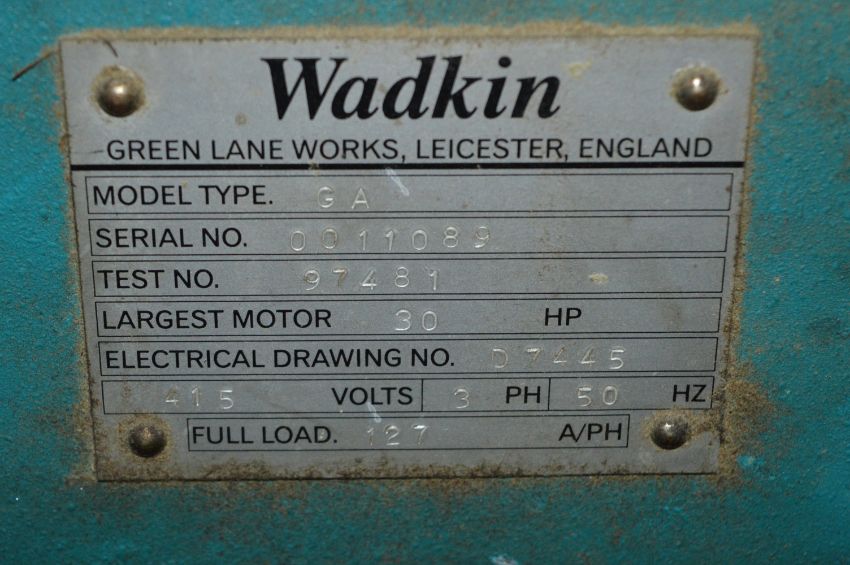 Wadkin
GREEN LANE WORKS, LEICESTER, ENGLAND
MODEL TYPE. GA
SERIAL NO. 0011089
TEST NO. 97481
LARGEST MOTOR 30 HP
ELECTRICAL DRAWING NO. D7445
415 VOLTS 3 PH 50 HZ
FULL LOAD. 127 A/PH